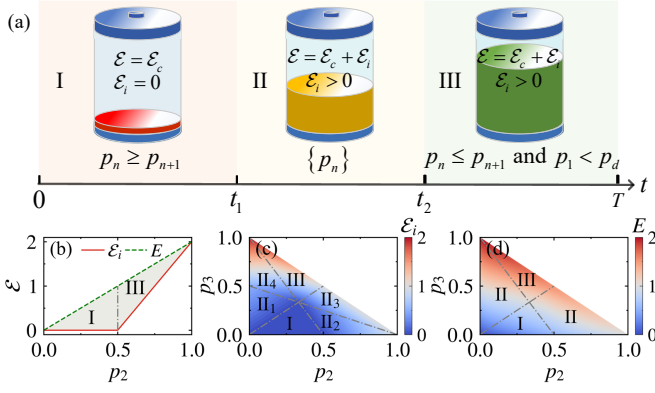 (a)
I
ℰ = ℰ_c
ℰ_i = 0
p_n ≥ p_{n+1}
II
ℰ = ℰ_c + ℰ_i
ℰ_i > 0
{p_n}
III
ℰ = ℰ_c + ℰ_i
ℰ_i > 0
p_n ≤ p_{n+1} and p_1 < p_d
0
t_1
t_2
T
t
(b)
ℰ_i
E
2
1
0
ℰ
I
III
0.0
0.5
1.0
p_2
(c)
ℰ_i
1.0
0.5
0.0
p_3
II_4
III
II_1
II_3
I
II_2
0.0
0.5
1.0
p_2
2
1
0
(d)
E
1.0
0.5
0.0
p_3
III
II
II
I
0.0
0.5
1.0
p_2
2
1
0